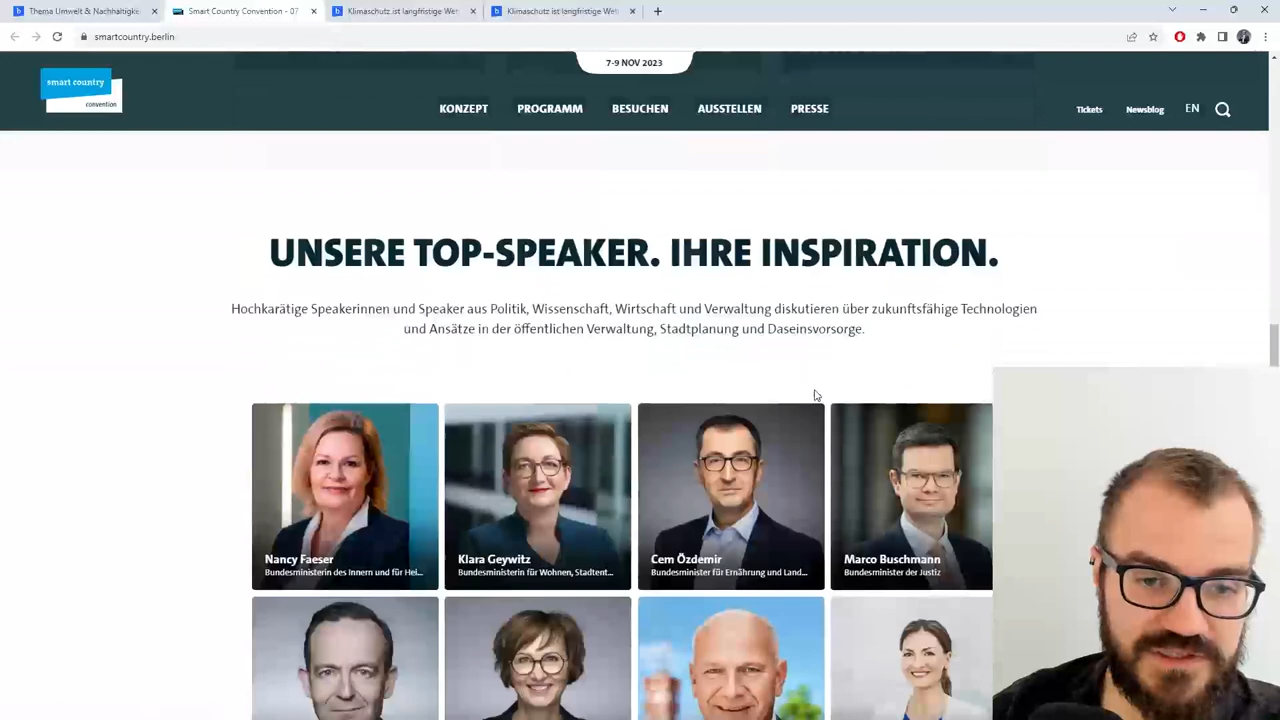 Thema Umwelt & Nachhaltigke
Smart Country Convention - 07
Klimaschutz ist langfristige Wet
Klimaschutz ist langfristige Wet
smartcountry.berlin
7-9 NOV 2023
smart country
convention
KONZEPT
PROGRAMM
BESUCHEN
AUSSTELLEN
PRESSE
Tickets
Newsblog
EN
UNSERE TOP-SPEAKER. IHRE INSPIRATION.
Hochkarätige Speakerinnen und Speaker aus Politik, Wissenschaft, Wirtschaft und Verwaltung diskutieren über zukunftsfähige Technologien
und Ansätze in der öffentlichen Verwaltung, Stadtplanung und Daseinsvorsorge.
Nancy Faeser
Bundesministerin des Innern und für Hei...
Klara Geywitz
Bundesministerin für Wohnen, Stadtent...
Cem Özdemir
Bundesminister für Ernährung und Land...
Marco Buschmann
Bundesminister der Justiz